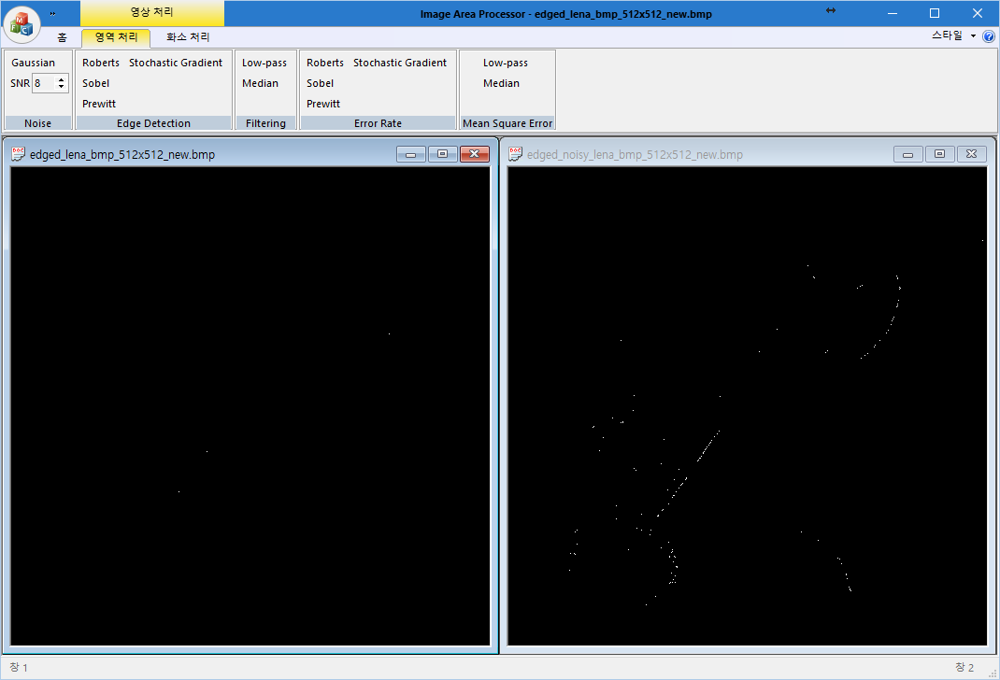 영상 처리
Image Area Processor - edged_lena_bmp_512x512_new.bmp
홈
영역 처리
화소 처리
스타일
Gaussian
SNR 8
Noise
Roberts Stochastic Gradient
Sobel
Prewitt
Edge Detection
Low-pass
Median
Filtering
Roberts Stochastic Gradient
Sobel
Prewitt
Error Rate
Low-pass
Median
Mean Square Error
edged_lena_bmp_512x512_new.bmp
edged_noisy_lena_bmp_512x512_new.bmp
창 1
창 2